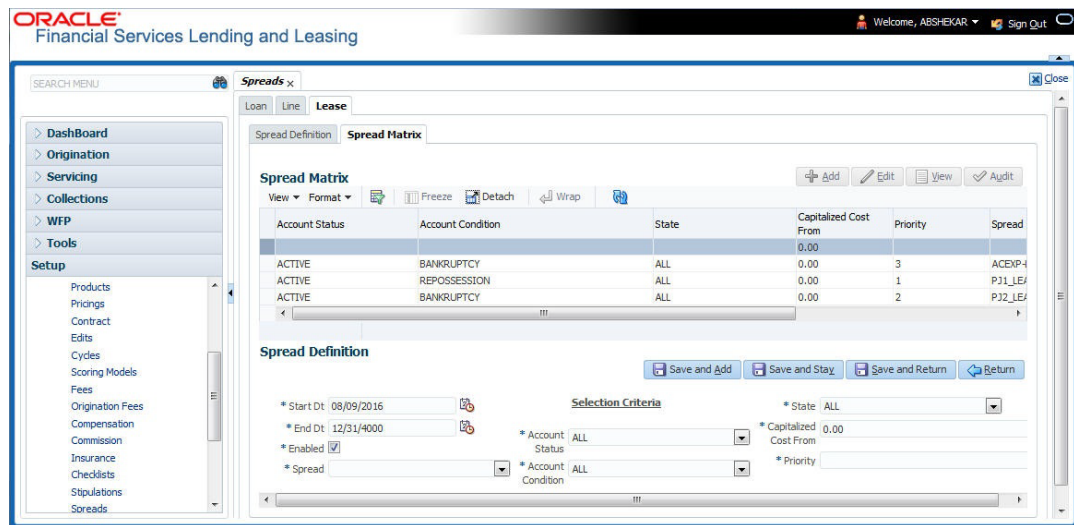 ORACLE®
Financial Services Lending and Leasing
Welcome, ABSHEKAR
Sign Out
SEARCH MENU
Spreads x
Close
Loan Line Lease
DashBoard
Origination
Servicing
Collections
WFP
Tools
Setup
Products
Pricings
Contract
Edits
Cycles
Scoring Models
Fees
Origination Fees
Compensation
Commission
Insurance
Checklists
Stipulations
Spreads
Spread Definition Spread Matrix
Spread Matrix
Add Edit View Audit
View Format Freeze Detach Wrap
Account Status Account Condition State Capitalized Cost From Priority Spread
0.00
ACTIVE BANKRUPTCY ALL 0.00 3
ACTIVE REPOSSESSION ALL 0.00 1 PJ1_LEA
ACTIVE BANKRUPTCY ALL 0.00 2 PJ2_LEA
Spread Definition
Save and Add Save and Stay Save and Return Return
* Start Dt 08/09/2016
* End Dt 12/31/4000
* Enabled
* Spread
Selection Criteria
* Account Status ALL
* Account Condition ALL
* State ALL
* Capitalized Cost From 0.00
* Priority